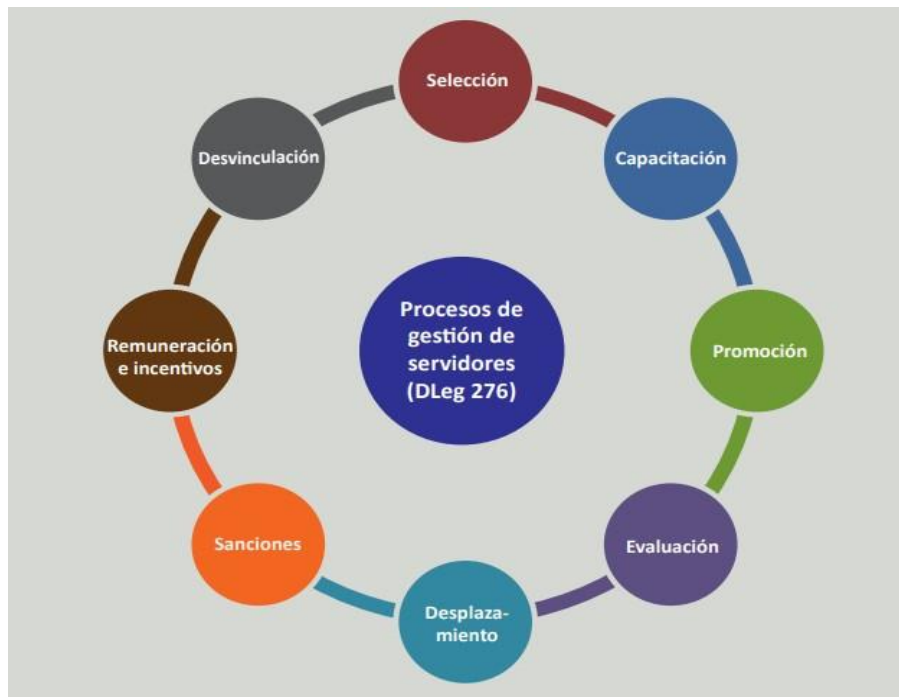 Selección
Capacitación
Promoción
Evaluación
Desplaza-
miento
Sanciones
Remuneración
e incentivos
Desvinculación
Procesos de
gestión de
servidores
(DLeg 276)